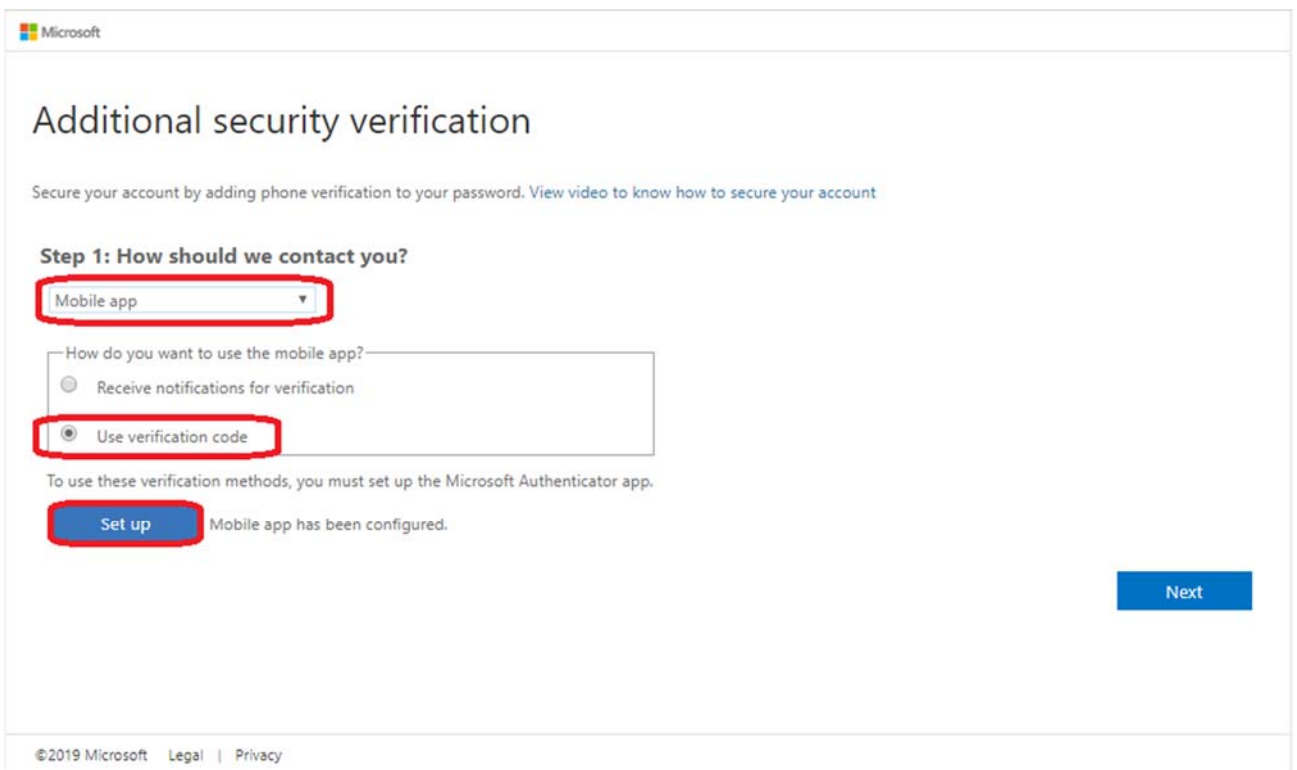 Microsoft
Additional security verification
Secure your account by adding phone verification to your password. View video to know how to secure your account
Step 1: How should we contact you?
Mobile app
How do you want to use the mobile app?
Receive notifications for verification
Use verification code
To use these verification methods, you must set up the Microsoft Authenticator app.
Set up Mobile app has been configured.
Next
©2019 Microsoft Legal | Privacy